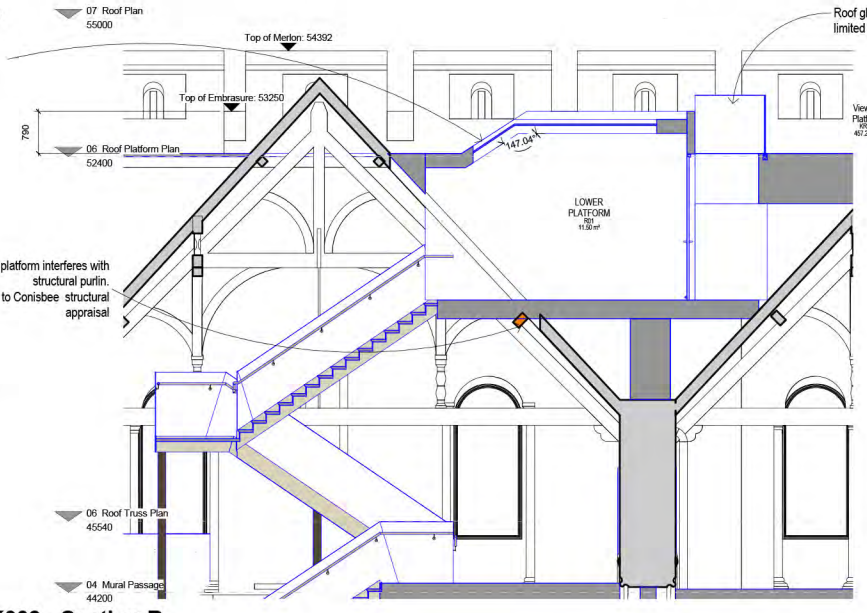 07 Roof Plan
55000
Top of Merlon: 54392
Roof gl
limited
Top of Embrasure: 53250
View
Platf
790
06 Roof Platform Plan
52400
147.04°
LOWER
PLATFORM
R01
11.50 m²
platform interferes with
structural purlin.
to Conisbee structural
appraisal
06 Roof Truss Plan
45540
04 Mural Passage
44200